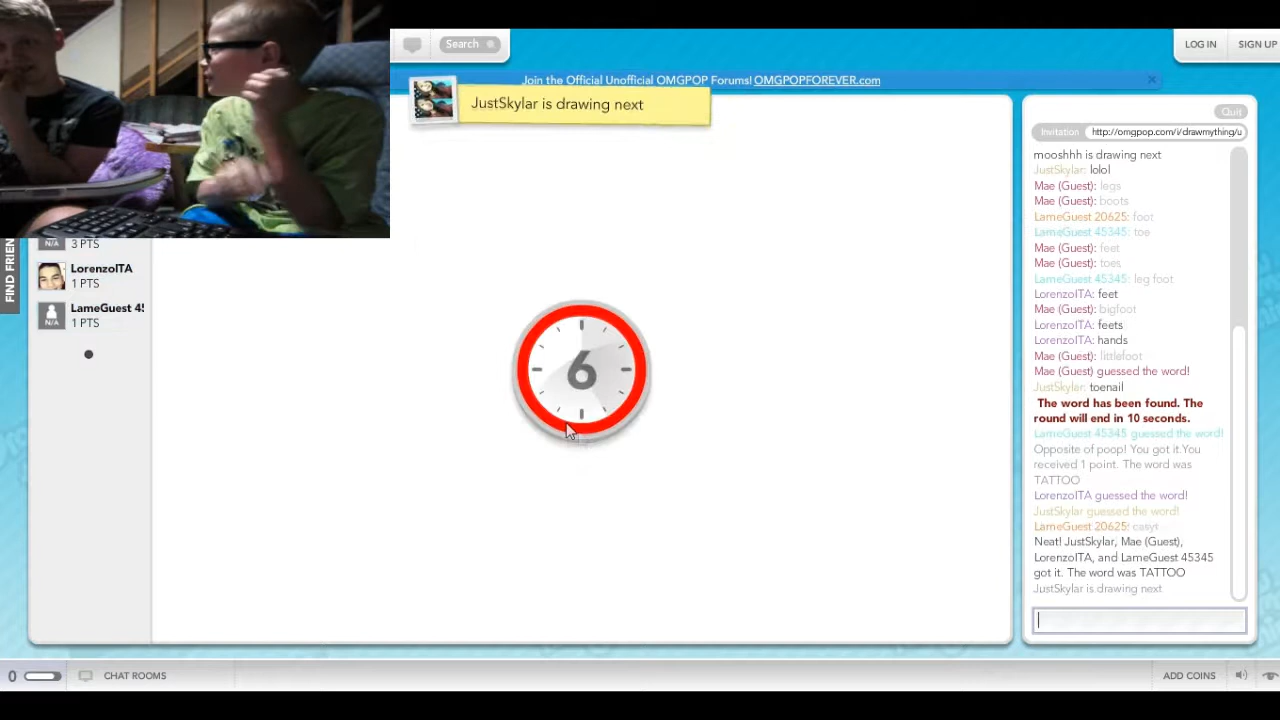 Search
LOG IN
SIGN UP
Join the Official Unofficial OMGPOP Forums! OMGPOPFOREVER.com
JustSkylar is drawing next
FIND FRIEN
N/A
3 PTS
LorenzoITA
1 PTS
N/A
LameGuest 45
1 PTS
6
Quit
Invitation http://omgpop.com/i/drawmything/u
mooshhh is drawing next
JustSkylar: lolol
Mae (Guest): legs
Mae (Guest): boots
LameGuest 20625: foot
LameGuest 45345: toe
Mae (Guest): feet
Mae (Guest): toes
LameGuest 45345: leg foot
LorenzoITA: feet
Mae (Guest): bigfoot
LorenzoITA: feets
LorenzoITA: hands
Mae (Guest): littlefoot
Mae (Guest) guessed the word!
JustSkylar: toenail
The word has been found. The
round will end in 10 seconds.
LameGuest 45345 guessed the word!
Opposite of poop! You got it.You
received 1 point. The word was
TATTOO
LorenzoITA guessed the word!
JustSkylar guessed the word!
LameGuest 20625: easyt
Neat! JustSkylar, Mae (Guest),
LorenzoITA, and LameGuest 45345
got it. The word was TATTOO
JustSkylar is drawing next
0
CHAT ROOMS
ADD COINS